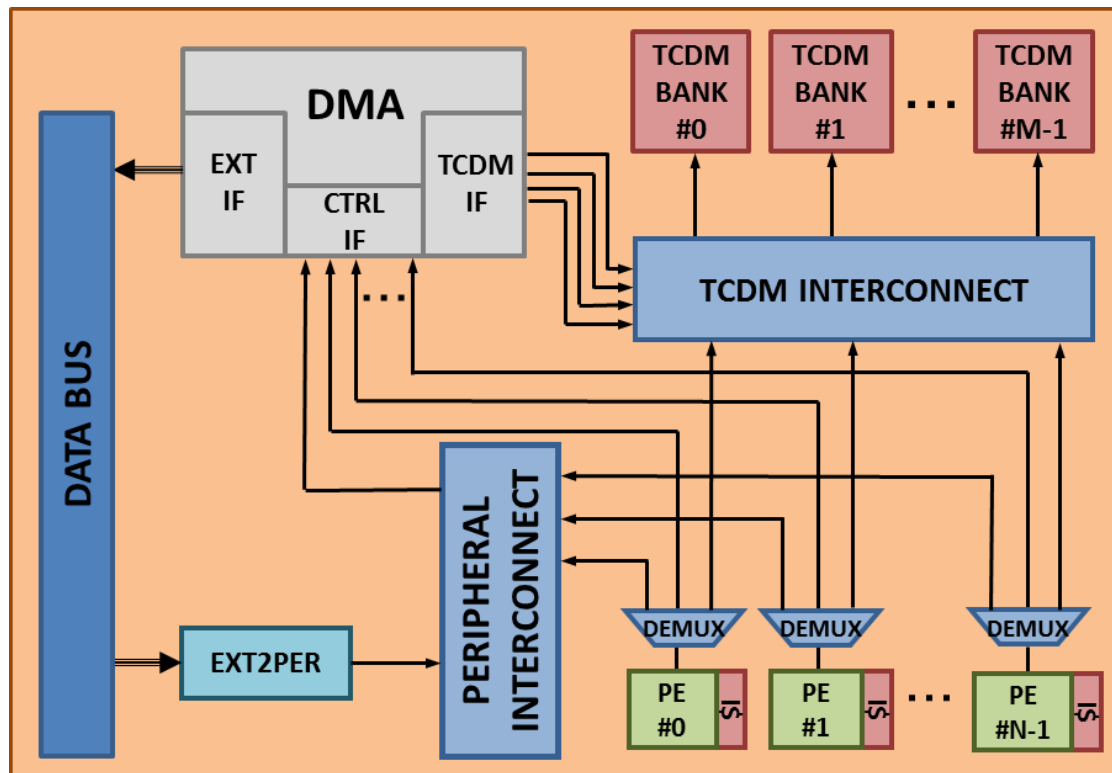 DMA
EXT
IF
CTRL
IF
TCDM
IF
...
TCDM
BANK
#0
TCDM
BANK
#1
...
TCDM
BANK
#M-1
TCDM INTERCONNECT
DATA BUS
EXT2PER
PERIPHERAL
INTERCONNECT
DEMUX
DEMUX
DEMUX
PE
#0
I$
PE
#1
I$
...
PE
#N-1
I$